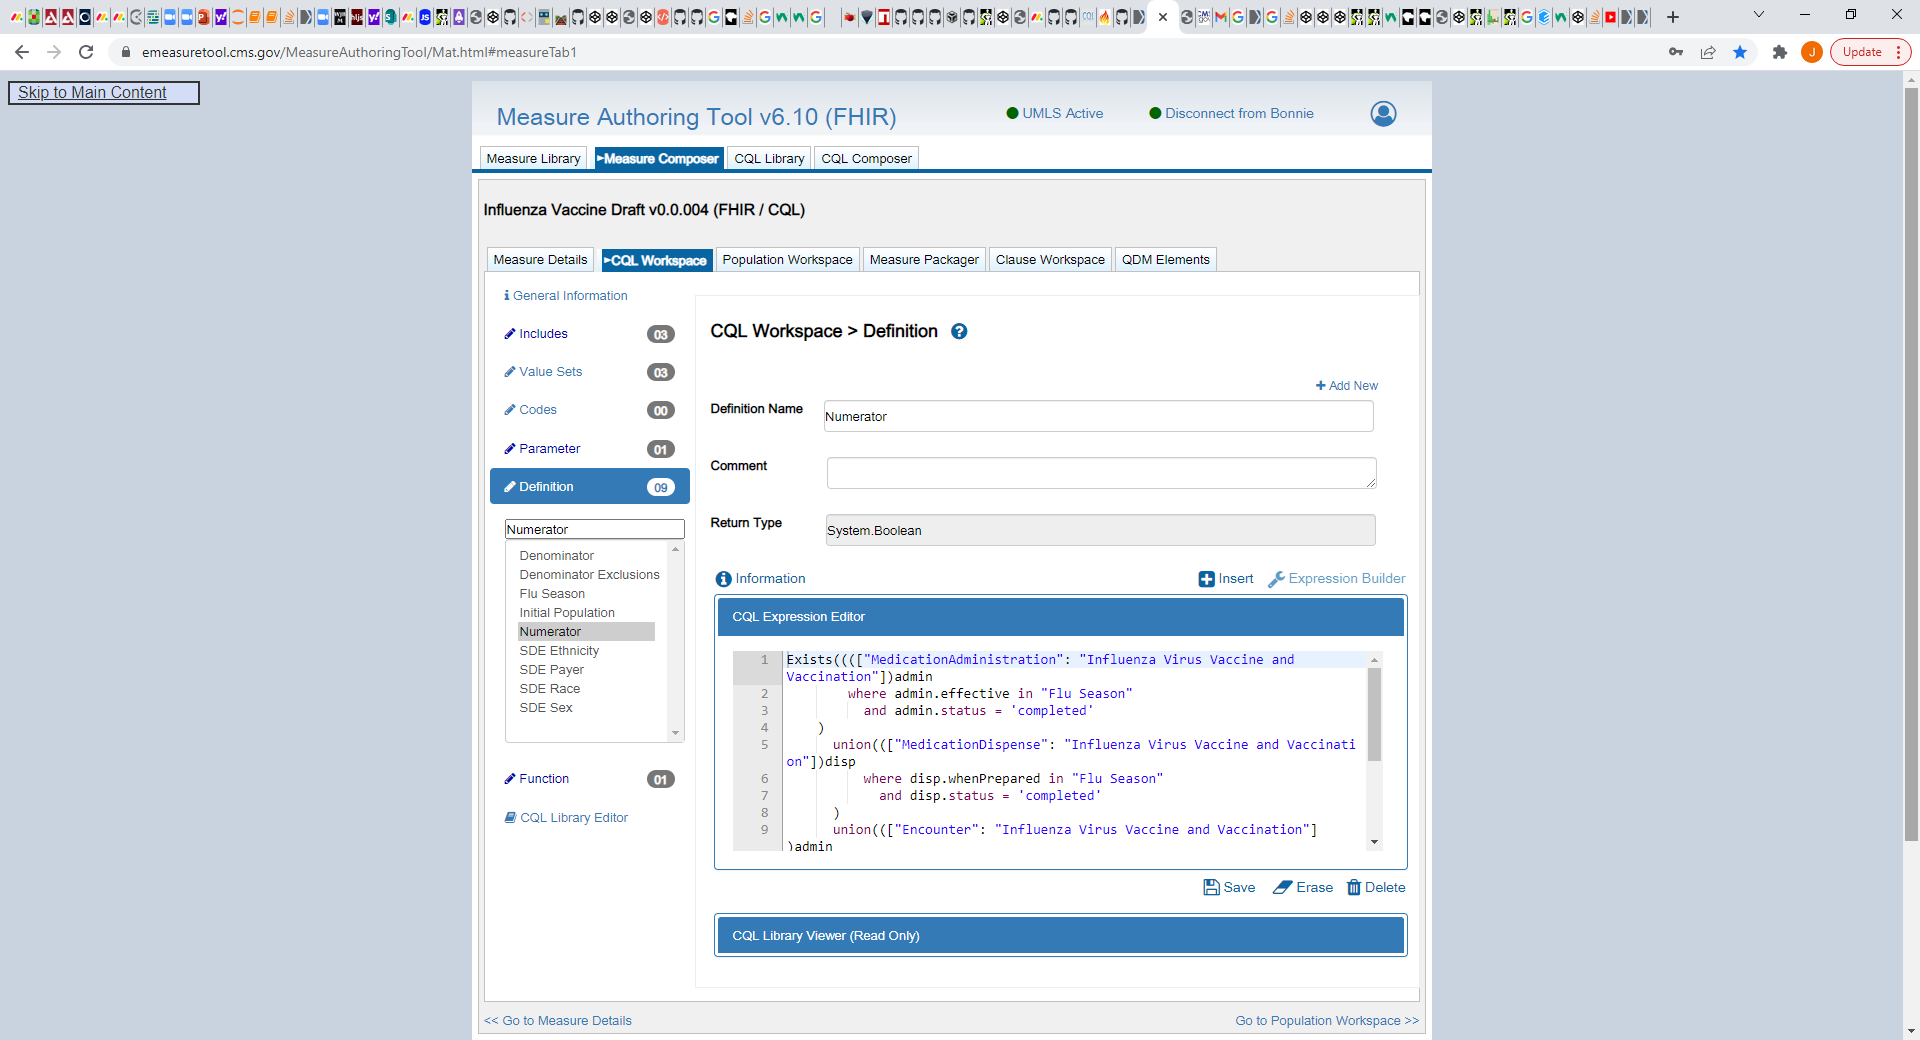 emeasuretool.cms.gov/MeasureAuthoringTool/Mat.html#measureTab1
J
Update
Skip to Main Content
Measure Authoring Tool v6.10 (FHIR)
UMLS Active
Disconnect from Bonnie
Measure Library
Measure Composer
CQL Library
CQL Composer
Influenza Vaccine Draft v0.0.004 (FHIR / CQL)
Measure Details
CQL Workspace
Population Workspace
Measure Packager
Clause Workspace
QDM Elements
General Information
Includes 03
Value Sets 03
Codes 00
Parameter 01
Definition 09
Numerator
Denominator
Denominator Exclusions
Flu Season
Initial Population
Numerator
SDE Ethnicity
SDE Payer
SDE Race
SDE Sex
Function 01
CQL Library Editor
CQL Workspace > Definition
Add New
Definition Name Numerator
Comment
Return Type System.Boolean
Information
Insert
Expression Builder
CQL Expression Editor
1 Exists(((["MedicationAdministration": "Influenza Virus Vaccine and
Vaccination"])admin
2 where admin.effective in "Flu Season"
3 and admin.status = 'completed'
4 )
5 union((["MedicationDispense": "Influenza Virus Vaccine and Vaccinati
on"])disp
6 where disp.whenPrepared in "Flu Season"
7 and disp.status = 'completed'
8 )
9 union((["Encounter": "Influenza Virus Vaccine and Vaccination"]
)admin
Save
Erase
Delete
CQL Library Viewer (Read Only)
<< Go to Measure Details
Go to Population Workspace >>